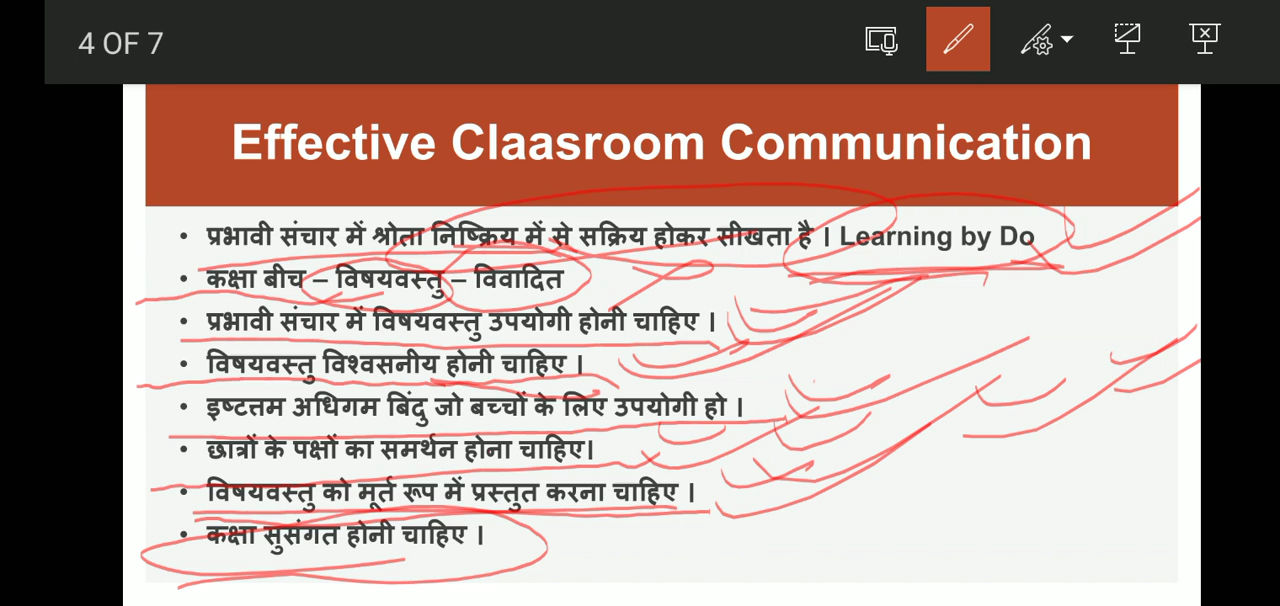 4 OF 7
Effective Claasroom Communication
• प्रभावी संचार में श्रोता निष्क्रिय में से सक्रिय होकर सीखता है । Learning by Do
• कक्षा बीच – विषयवस्तु – विवादित
• प्रभावी संचार में विषयवस्तु उपयोगी होनी चाहिए ।
• विषयवस्तु विश्वसनीय होनी चाहिए ।
• इष्टतम अधिगम बिंदु जो बच्चों के लिए उपयोगी हो ।
• छात्रों के पक्षों का समर्थन होना चाहिए।
• विषयवस्तु को मूर्त रूप में प्रस्तुत करना चाहिए ।
• कक्षा सुसंगत होनी चाहिए ।